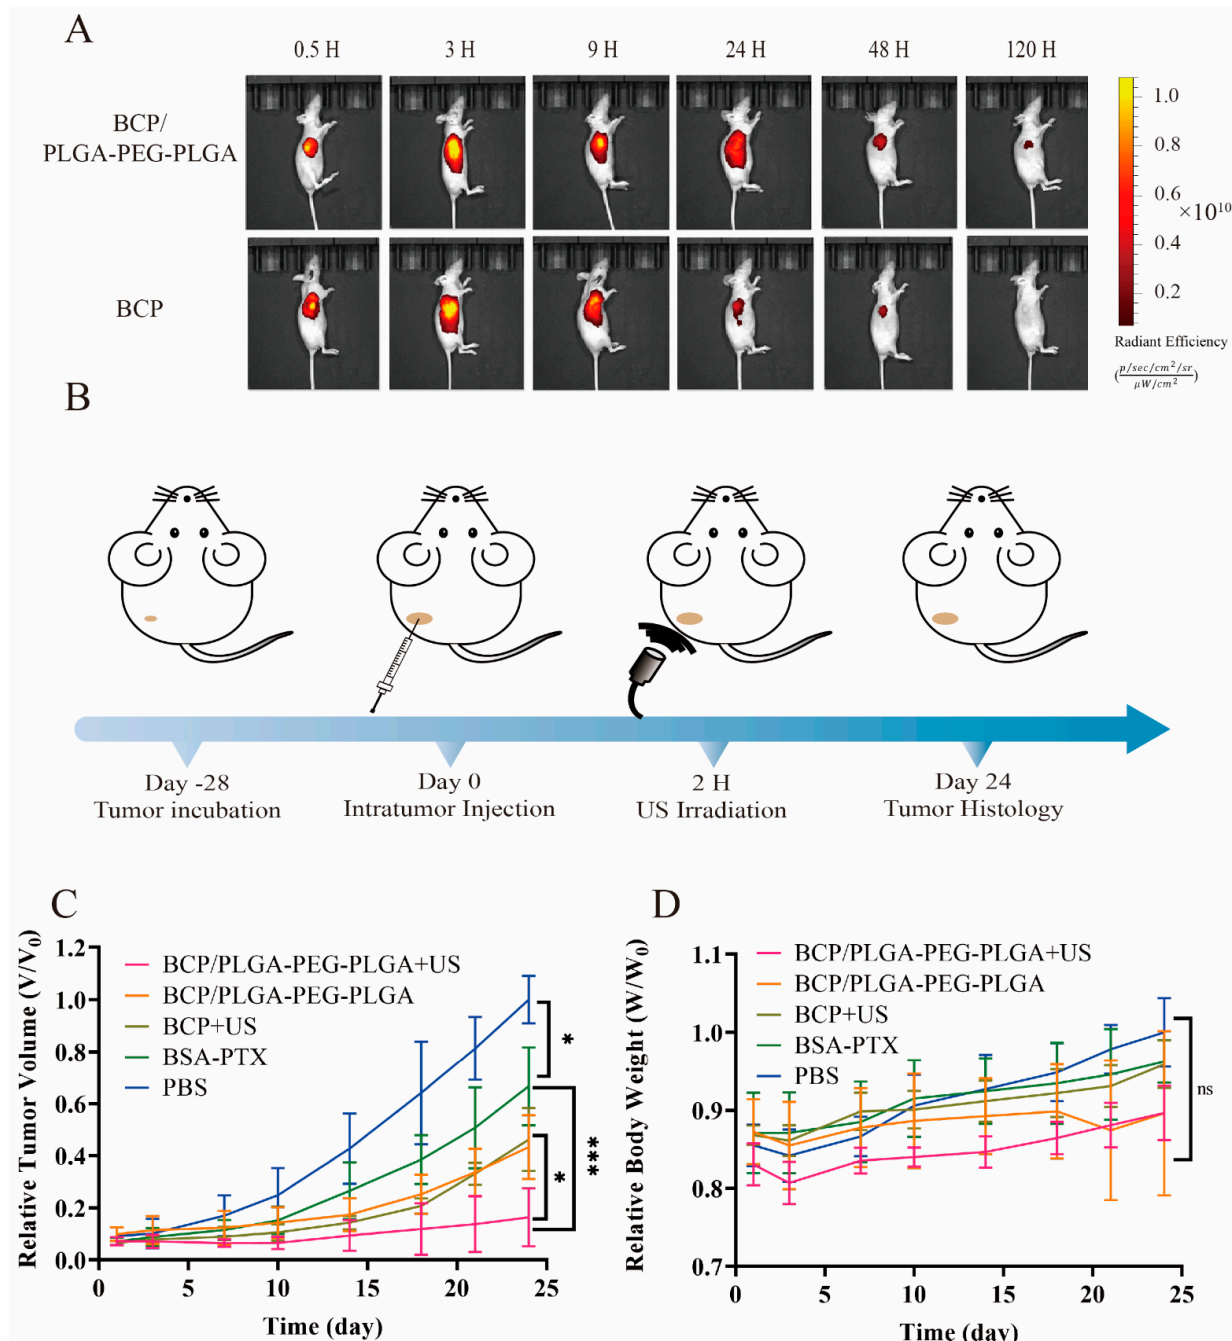 A
0.5 H 3 H 9 H 24 H 48 H 120 H
BCP/
PLGA-PEG-PLGA
BCP
1.0
0.8
0.6
×10¹⁰
0.4
0.2
Radiant Efficiency
(p/sec/cm²/sr
μW/cm²)
B
Day -28
Tumor incubation
Day 0
Intratumor Injection
2 H
US Irradiation
Day 24
Tumor Histology
C
Relative Tumor Volume (V/V₀)
1.2
1.0
0.8
0.6
0.4
0.2
0.0
BCP/PLGA-PEG-PLGA+US
BCP/PLGA-PEG-PLGA
BCP+US
BSA-PTX
PBS
*
*
***
0 5 10 15 20 25
Time (day)
D
Relative Body Weight (W/W₀)
1.1
1.0
0.9
0.8
0.7
BCP/PLGA-PEG-PLGA+US
BCP/PLGA-PEG-PLGA
BCP+US
BSA-PTX
PBS
ns
0 5 10 15 20 25
Time (day)